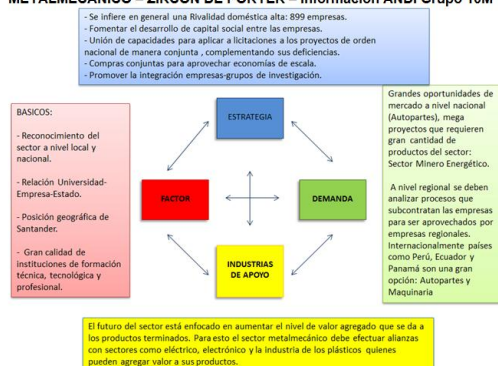 METALMECÁNICO – ZIRCÓN DE PORTER – Información ANDI Grupo 10M
- Se infiere en general una Rivalidad doméstica alta: 899 empresas.
- Fomentar el desarrollo de capital social entre las empresas.
- Unión de capacidades para aplicar a licitaciones a los proyectos de orden
nacional de manera conjunta , complementando sus deficiencias.
- Compras conjuntas para aprovechar economías de escala.
- Promover la integración empresas-grupos de investigación.
BASICOS:
- Reconocimiento del
sector a nivel local y
nacional.
- Relación Universidad-
Empresa-Estado.
- Posición geográfica de
Santander.
- Gran calidad de
instituciones de formación
técnica, tecnológica y
profesional.
ESTRATEGIA
FACTOR
DEMANDA
INDUSTRIAS
DE APOYO
Grandes oportunidades de
mercado a nivel nacional
(Autopartes), mega
proyectos que requieren
gran cantidad de
productos del sector:
Sector Minero Energético.
A nivel regional se deben
analizar procesos que
subcontratan las empresas
para ser aprovechados por
empresas regionales.
Internacionalmente países
como Perú, Ecuador y
Panamá son una gran
opción: Autopartes y
Maquinaria
El futuro del sector está enfocado en aumentar el nivel de valor agregado que se da a
los productos terminados. Para esto el sector metalmecánico debe efectuar alianzas
con sectores como eléctrico, electrónico y la industria de los plásticos quienes
pueden agregar valor a sus productos.